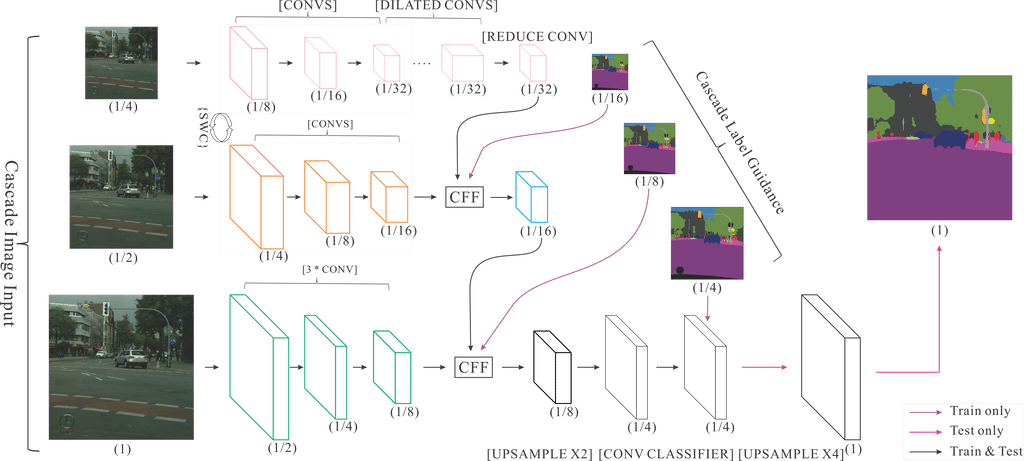 [CONVS]
[DILATED CONVS]
[REDUCE CONV]
(1/4)
(1/8)
(1/16)
(1/32)
....
(1/32)
(1/32)
(1/16)
Cascade Label Guidance
{SWC}
[CONVS]
(1/2)
(1/4)
(1/8)
(1/16)
CFF
(1/16)
(1/8)
(1/4)
(1)
Cascade Image Input
[3 * CONV]
(1)
(1/2)
(1/4)
(1/8)
CFF
(1/8)
(1/4)
(1/4)
(1)
[UPSAMPLE X2]
[CONV CLASSIFIER]
[UPSAMPLE X4]
Train only
Test only
Train & Test